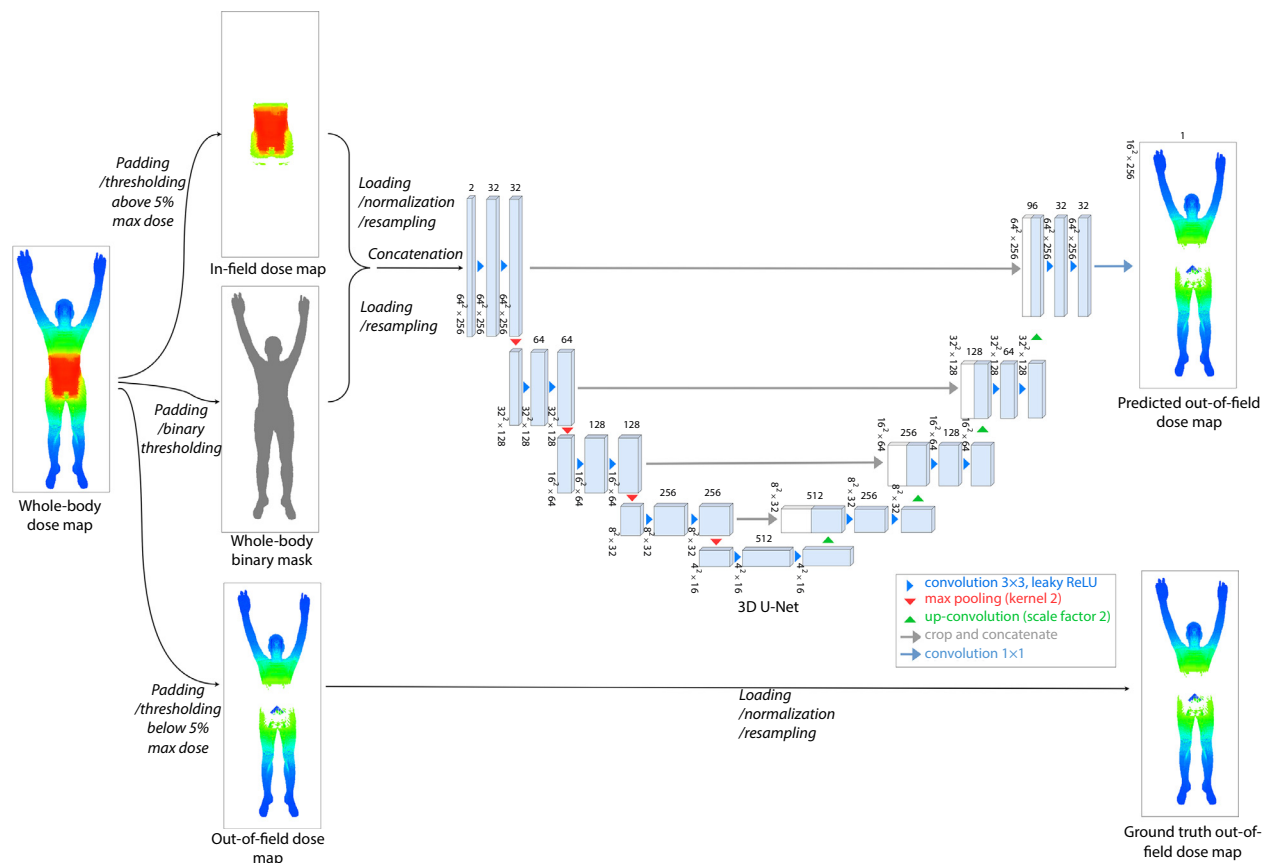 Whole-body
dose map
Padding
/thresholding
above 5%
max dose
Padding
/binary
thresholding
Padding
/thresholding
below 5%
max dose
In-field dose map
Whole-body
binary mask
Out-of-field dose
map
Loading
/normalization
/resampling
Concatenation
Loading
/resampling
2 32 32
64² × 256 64² × 256 64² × 256
64 64
32² × 128 32² × 128 32² × 128
128 128
16² × 64 16² × 64 16² × 64
256 256
8² × 32 8² × 32 8² × 32
512
4² × 16 4² × 16 4² × 16
3D U-Net
512 256
8² × 32 8² × 32 8² × 32
256 128
16² × 64 16² × 64 16² × 64
128 64
32² × 128 32² × 128 32² × 128
96 32 32
64² × 256 64² × 256 64² × 256
1
16² × 256
Predicted out-of-field
dose map
convolution 3×3, leaky ReLU
max pooling (kernel 2)
up-convolution (scale factor 2)
crop and concatenate
convolution 1×1
Loading
/normalization
/resampling
Ground truth out-of-
field dose map